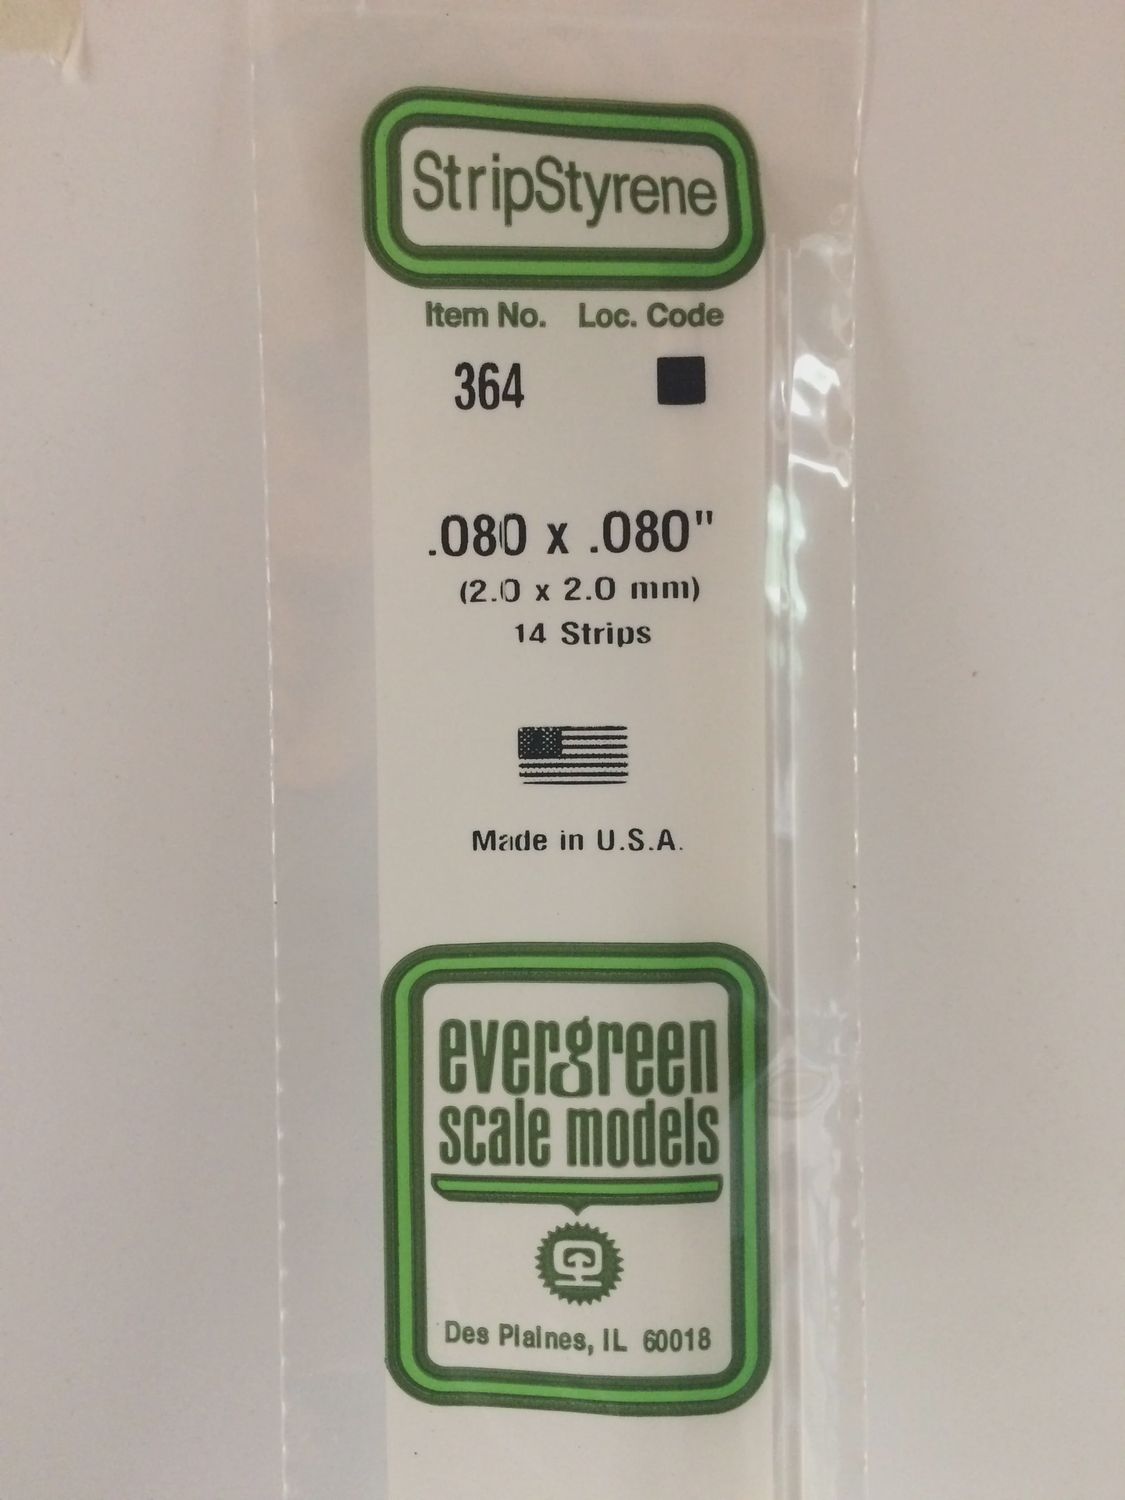 StripStyrene
Item No. Loc. Code
364
.080 x .080"
(2.0 x 2.0 mm)
14 Strips
Made in U.S.A.
evergreen
scale models
Des Plaines, IL 60018